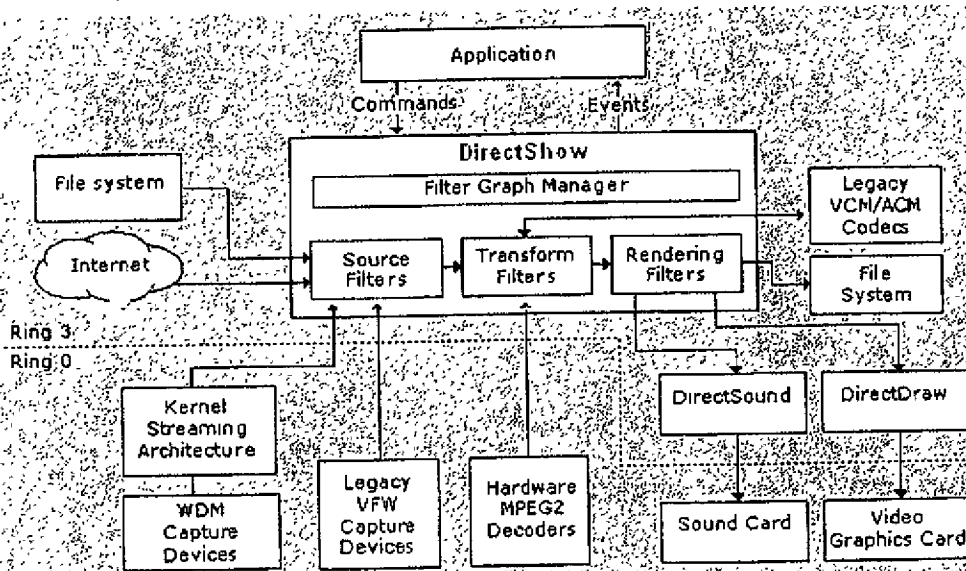 Application
Commands
Events
DirectShow
Filter Graph Manager
File system
Internet
Source
Filters
Transform
Filters
Rendering
Filters
Legacy
VCM/ACM
Codecs
File
System
Ring 3
Ring 0
Kernel
Streaming
Architecture
WDM
Capture
Devices
Legacy
VFW
Capture
Devices
Hardware
MPEG2
Decoders
DirectSound
DirectDraw
Sound Card
Video
Graphics Card